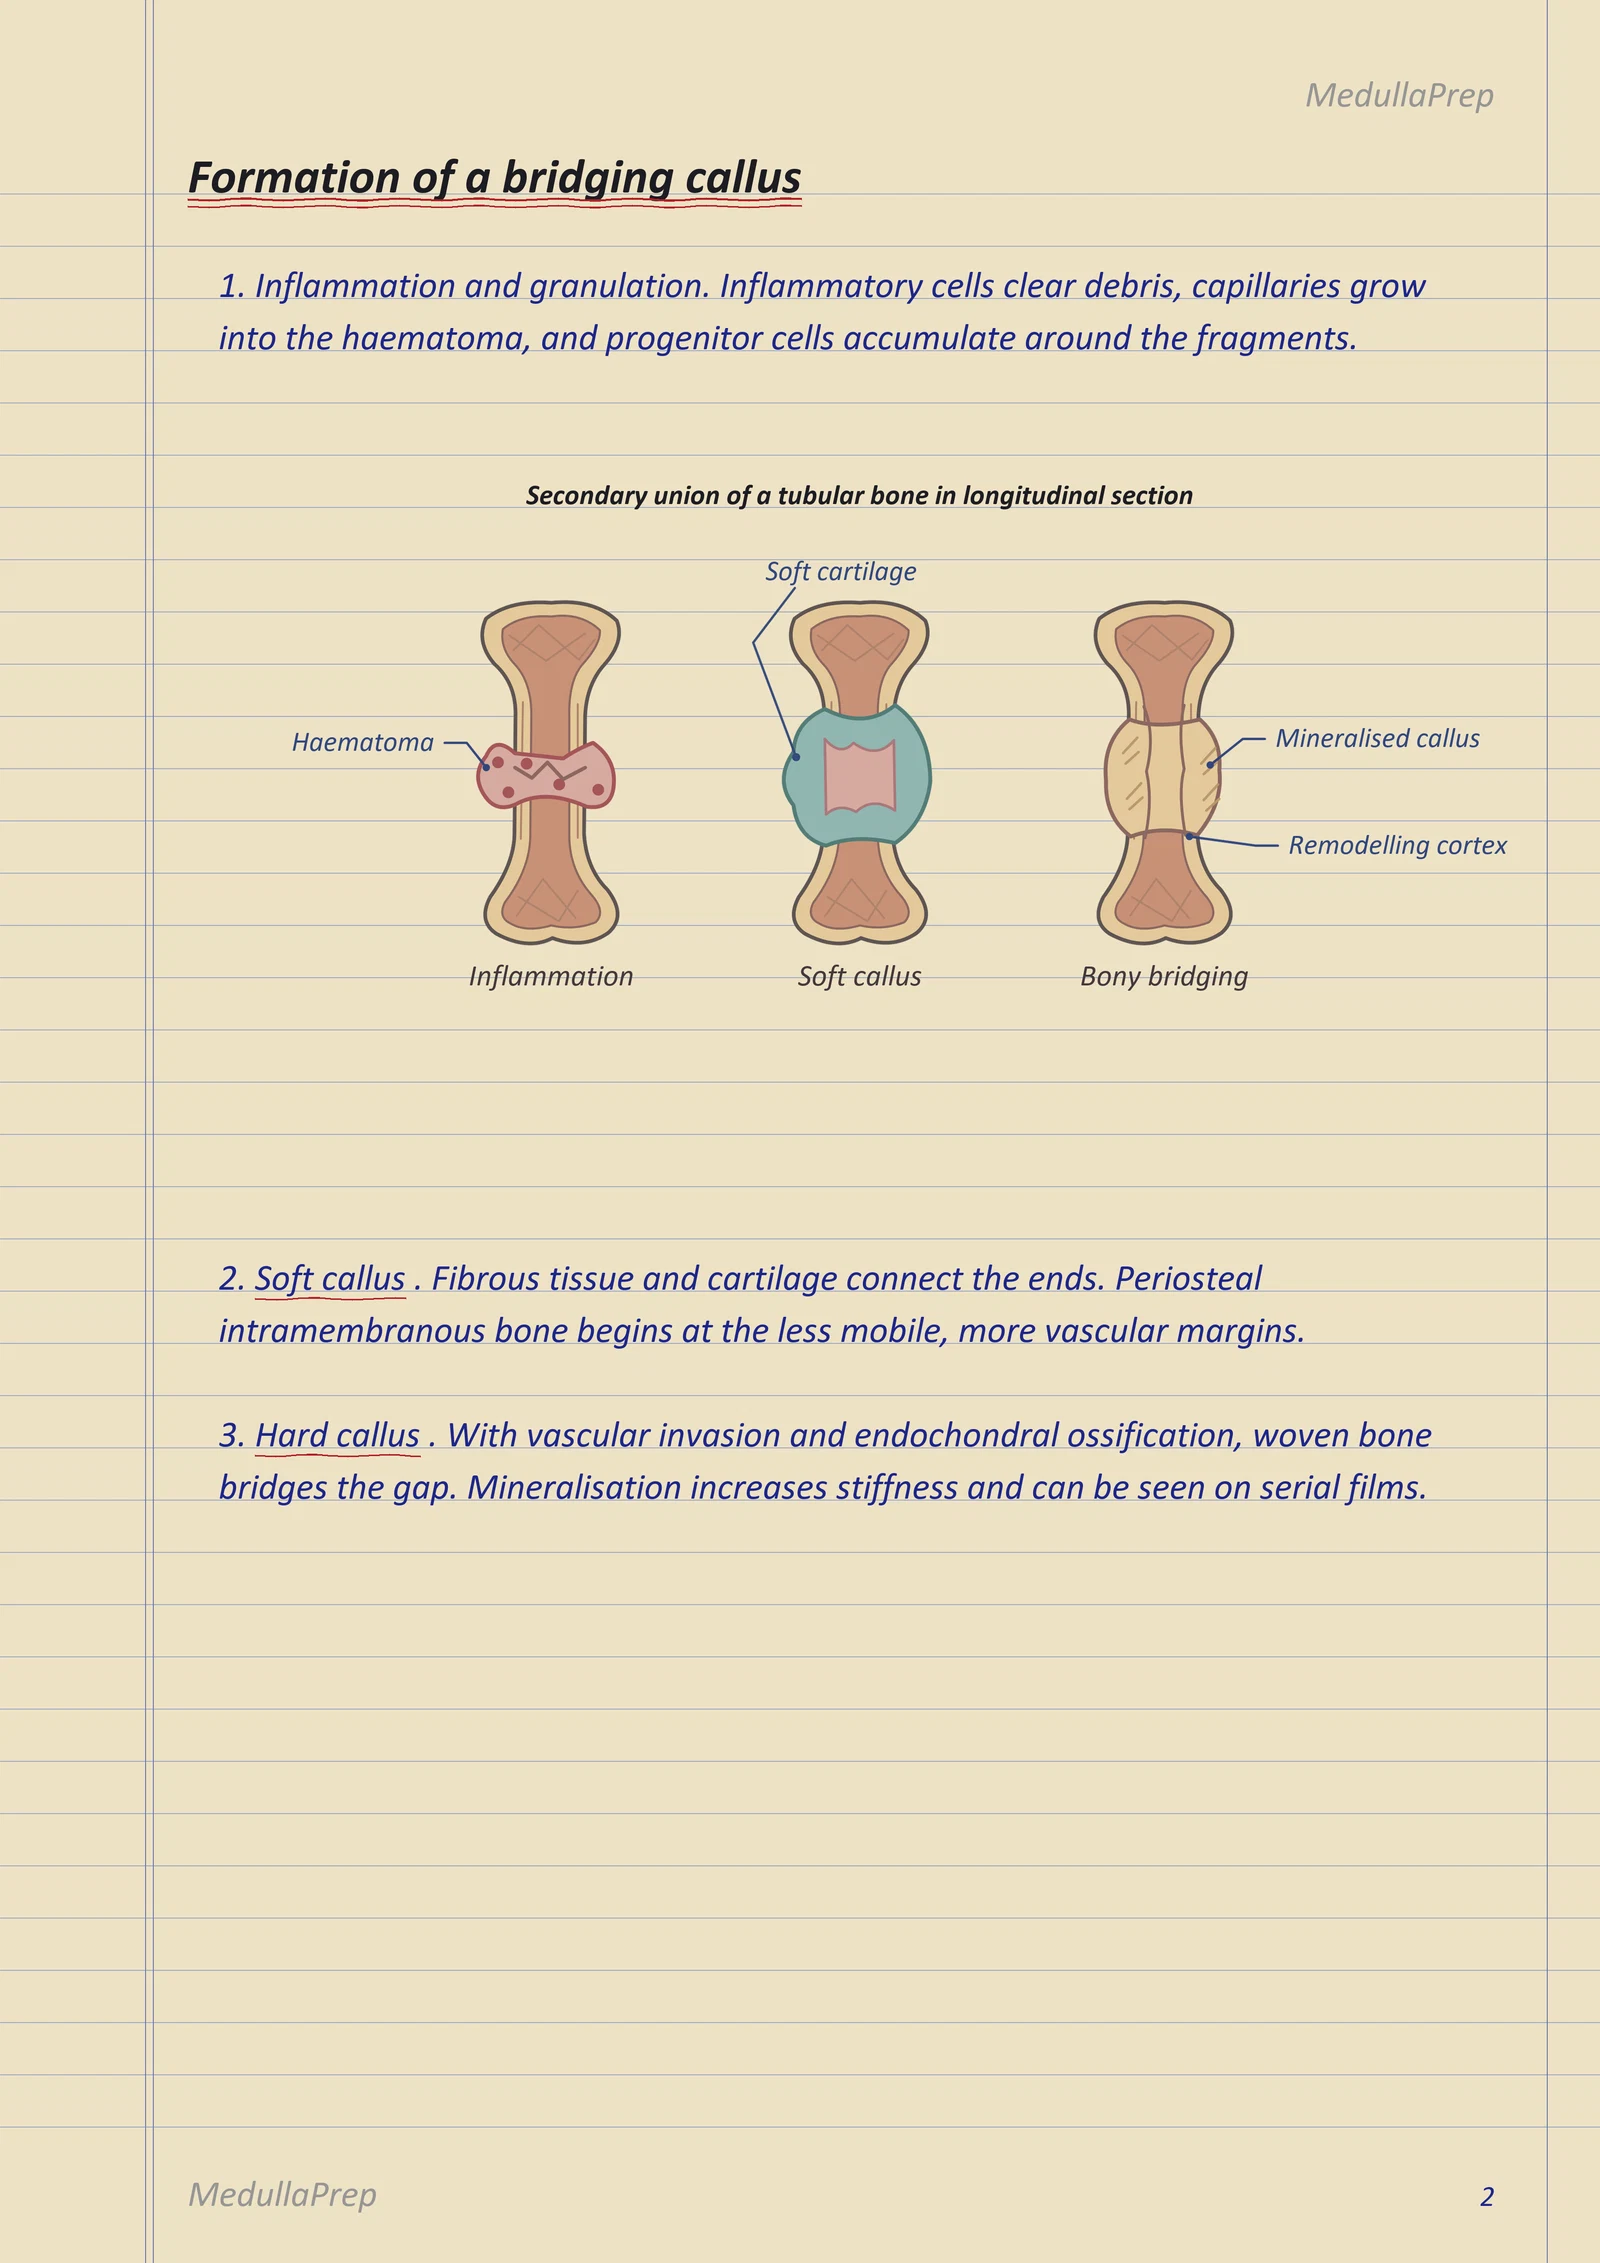 MedullaPrep
Formation of a bridging callus
1. Inflammation and granulation. Inflammatory cells clear debris, capillaries grow
into the haematoma, and progenitor cells accumulate around the fragments.
Secondary union of a tubular bone in longitudinal section
Soft cartilage
Haematoma
Mineralised callus
Remodelling cortex
Inflammation
Soft callus
Bony bridging
2. Soft callus . Fibrous tissue and cartilage connect the ends. Periosteal
intramembranous bone begins at the less mobile, more vascular margins.
3. Hard callus . With vascular invasion and endochondral ossification, woven bone
bridges the gap. Mineralisation increases stiffness and can be seen on serial films.
MedullaPrep
2